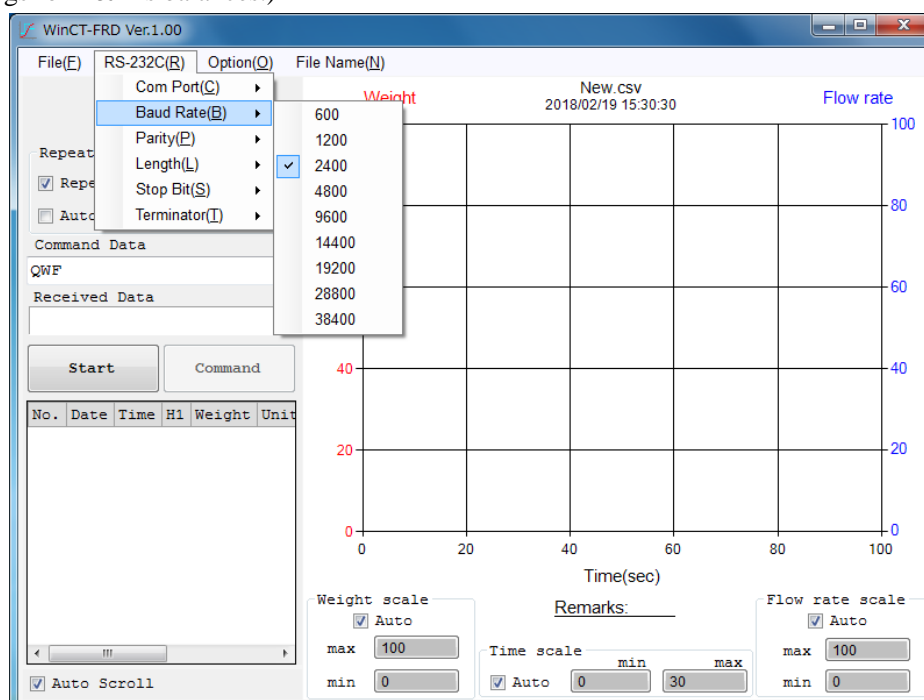 WinCT-FRD Ver.1.00
File(F) RS-232C(R) Option(O) File Name(N)
Com Port(C)
Baud Rate(B)
Parity(P)
Length(L)
Stop Bit(S)
Terminator(T)
600
1200
2400
4800
9600
14400
19200
28800
38400
Repeat
Repe
Auto
Command Data
QWF
Received Data
Start Command
No. Date Time H1 Weight Unit
Auto Scroll
Weight New.csv Flow rate
2018/02/19 15:30:30
100
80
60
40 40
20 20
0 0
0 20 40 60 80 100
Time(sec)
Weight scale
Auto
max 100
min 0
Remarks:
Time scale
min max
Auto 0 30
Flow rate scale
Auto
max 100
min 0